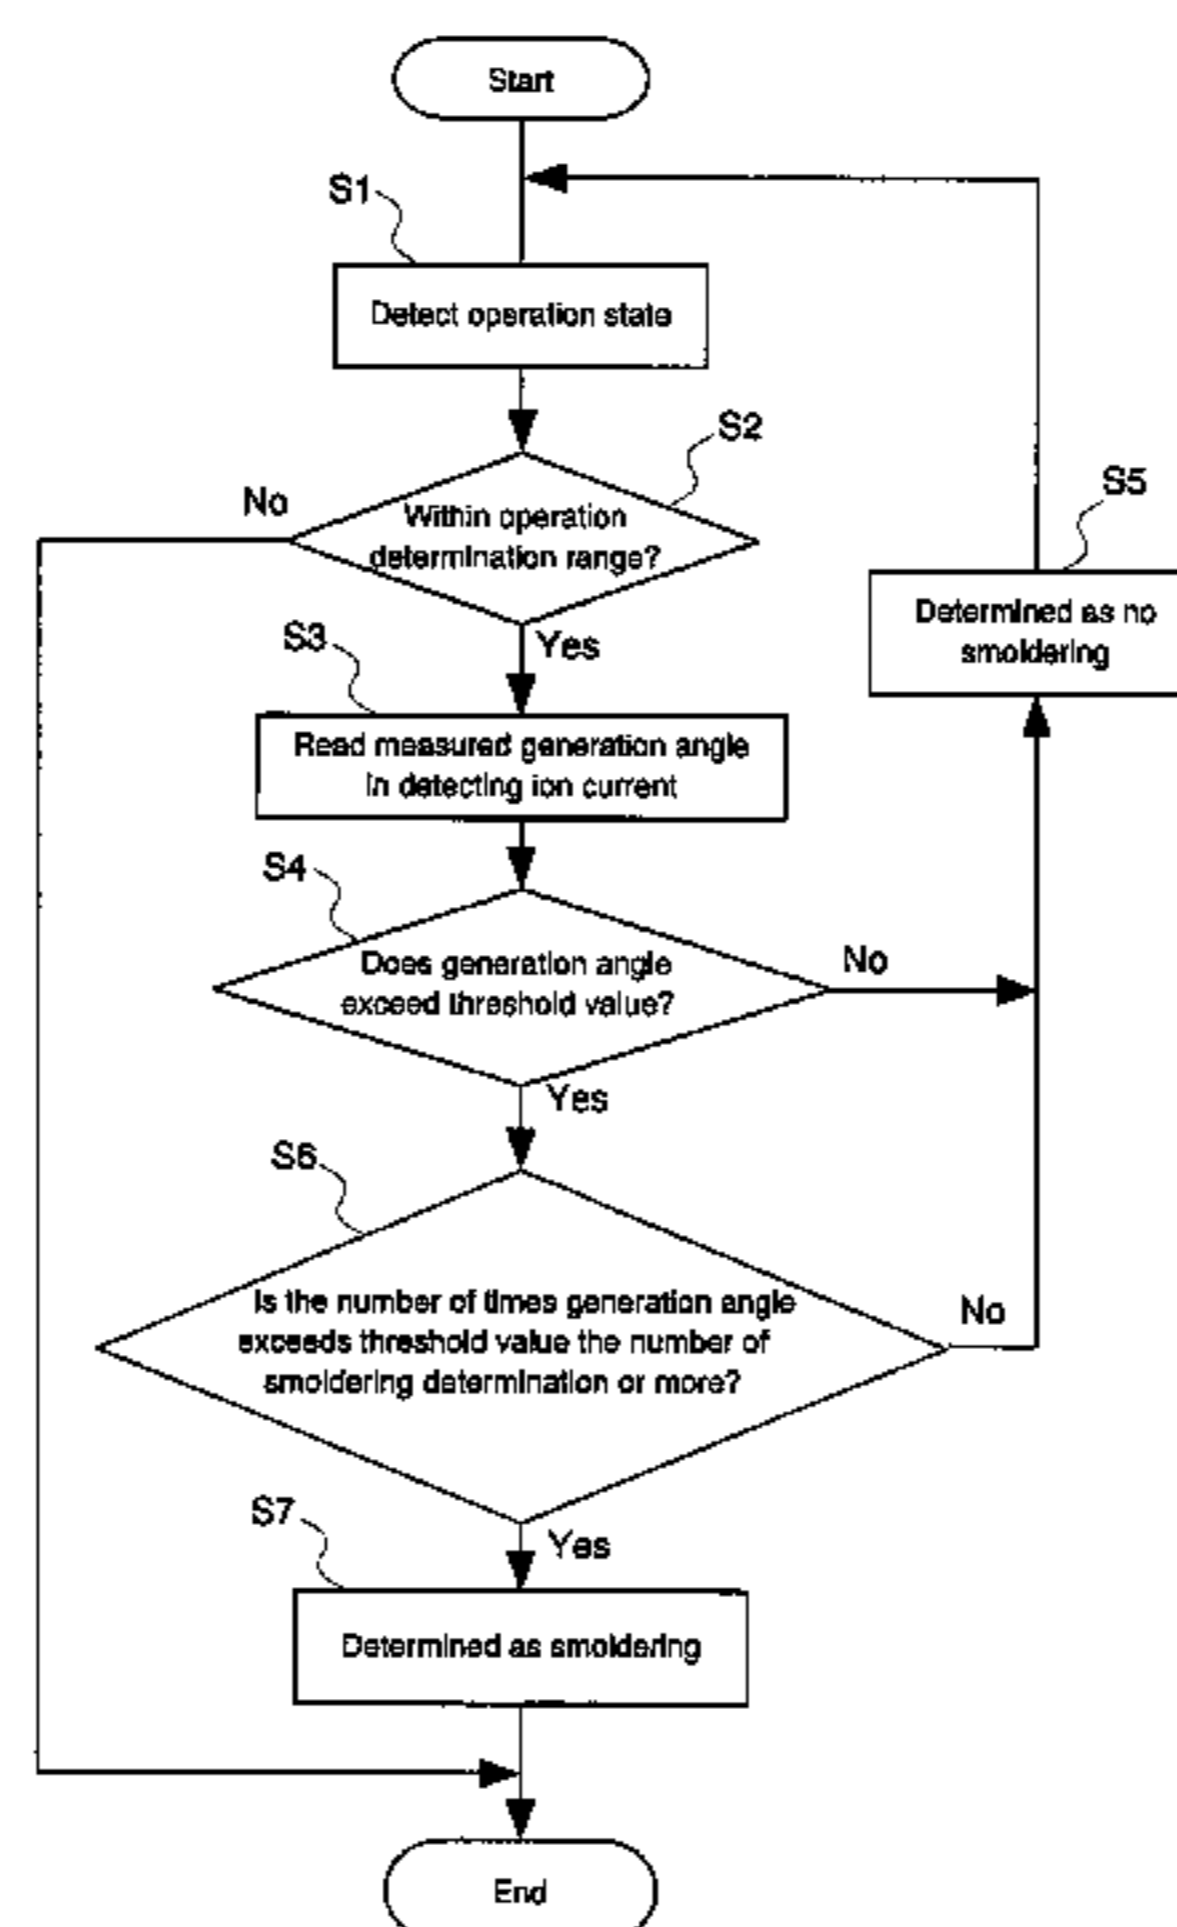 Start
S1
Detect operation state
S2
No
Within operation
determination range?
S5
Determined as no
smoldering
Yes
S3
Read measured generation angle
in detecting ion current
S4
Does generation angle
exceed threshold value?
No
Yes
S6
Is the number of times generation angle
exceeds threshold value the number of
smoldering determination or more?
No
Yes
S7
Determined as smoldering
End